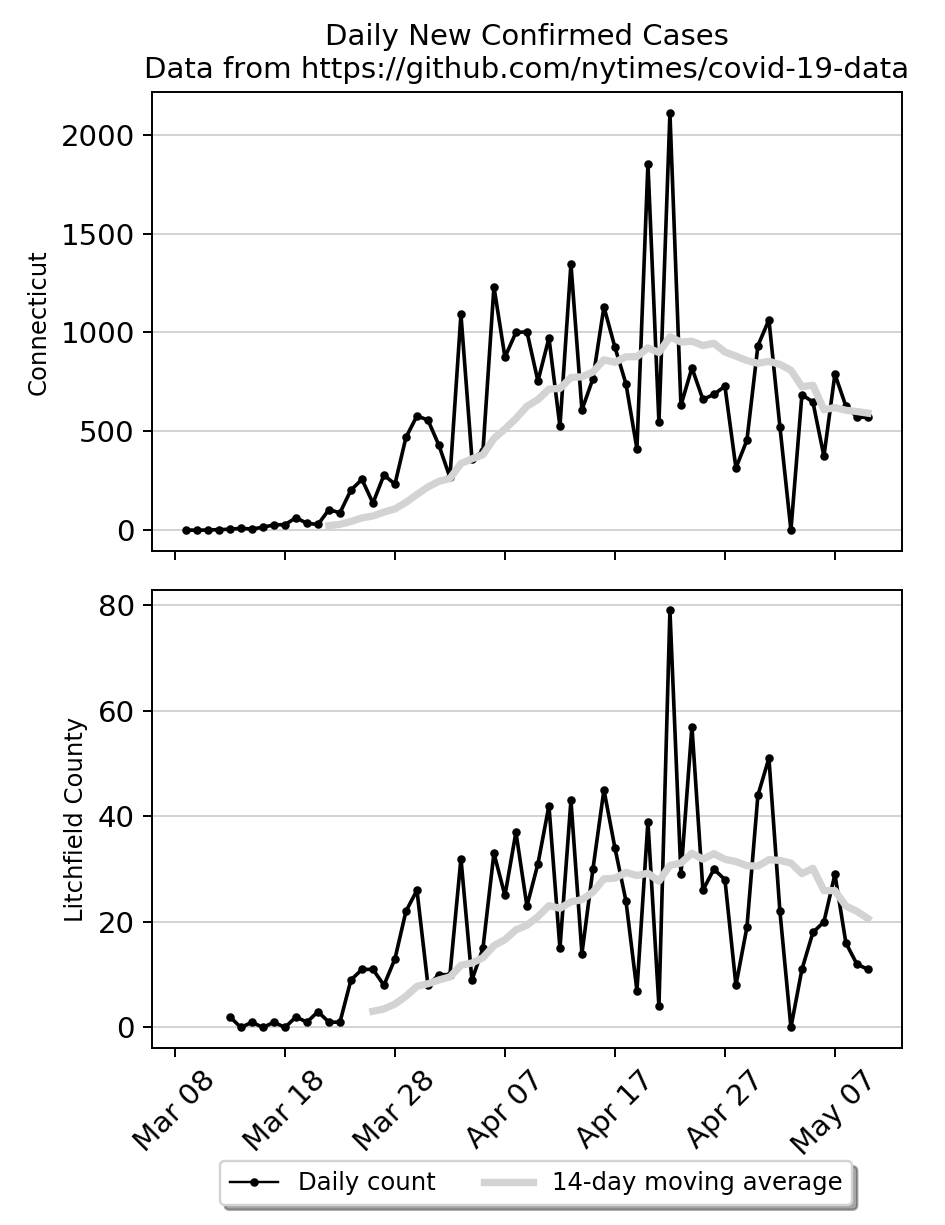 Daily New Confirmed Cases
Data from https://github.com/nytimes/covid-19-data
2000
1500
1000
500
0
Connecticut
80
60
40
20
0
Litchfield County
Mar 08
Mar 18
Mar 28
Apr 07
Apr 17
Apr 27
May 07
Daily count
14-day moving average